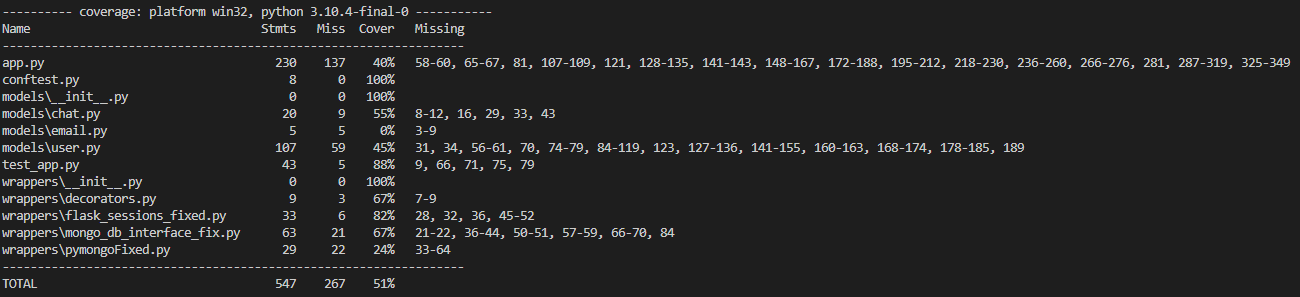 ---------- coverage: platform win32, python 3.10.4-final-0 -----------
Name                             Stmts   Miss  Cover   Missing
--------------------------------------------------------------------
app.py                             230    137    40%   58-60, 65-67, 81, 107-109, 121, 128-135, 141-143, 148-167, 172-188, 195-212, 218-230, 236-260, 266-276, 281, 287-319, 325-349
conftest.py                          8      0   100%
models\__init__.py                   0      0   100%
models\chat.py                      20      9    55%   8-12, 16, 29, 33, 43
models\email.py                      5      5     0%   3-9
models\user.py                     107     59    45%   31, 34, 56-61, 70, 74-79, 84-119, 123, 127-136, 141-155, 160-163, 168-174, 178-185, 189
test_app.py                         43      5    88%   9, 66, 71, 75, 79
wrappers\__init__.py                 0      0   100%
wrappers\decorators.py               9      3    67%   7-9
wrappers\flask_sessions_fixed.py    33      6    82%   28, 32, 36, 45-52
wrappers\mongo_db_interface_fix.py  63     21    67%   21-22, 36-44, 50-51, 57-59, 66-70, 84
wrappers\pymongoFixed.py            29     22    24%   33-64
--------------------------------------------------------------------
TOTAL                              547    267    51%